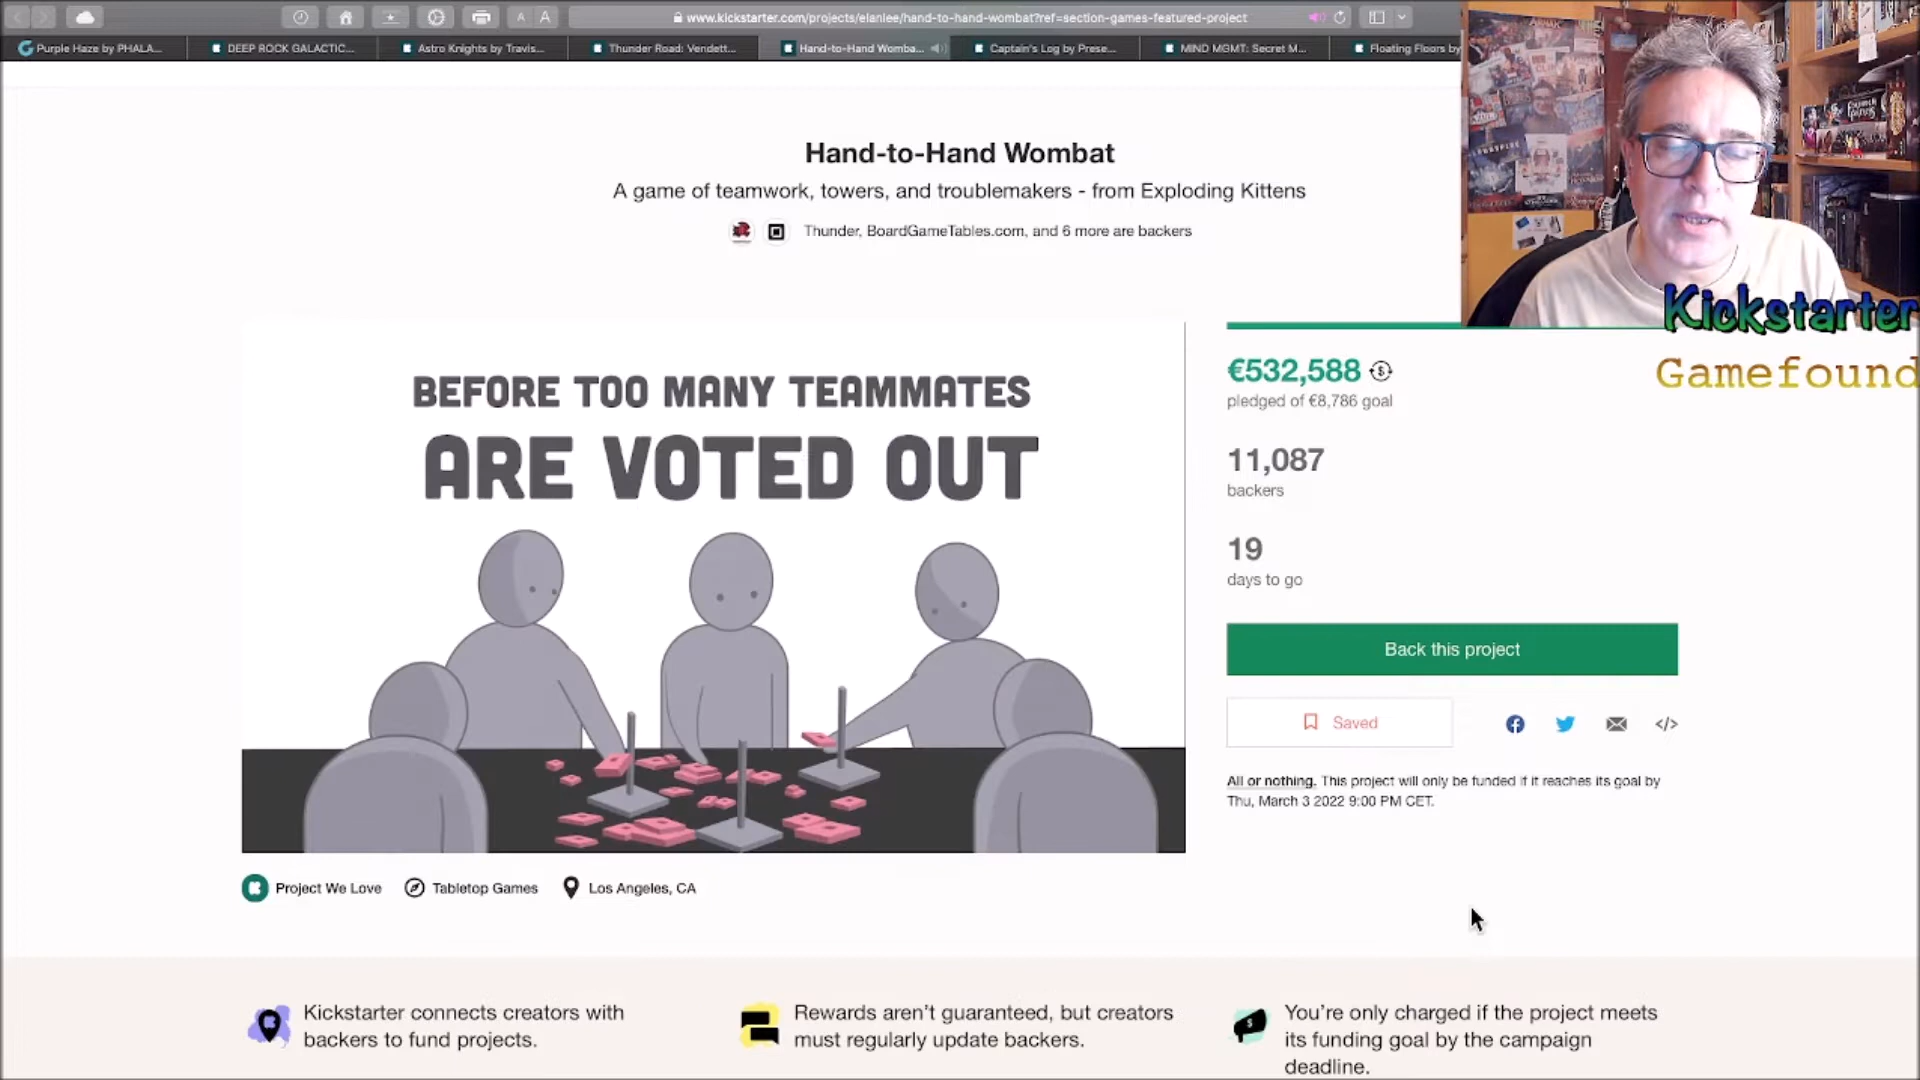 www.kickstarter.com/projects/elanlee/hand-to-hand-wombat?ref=section-games-featured-project
A A
Purple Haze by PHALA...
DEEP ROCK GALACTIC...
Astro Knights by Travis...
Thunder Road: Vendett...
Hand-to-Hand Womba...
Captain's Log by Prese...
MIND MGMT: Secret M...
Floating Floors by
Hand-to-Hand Wombat
A game of teamwork, towers, and troublemakers - from Exploding Kittens
Thunder, BoardGameTables.com, and 6 more are backers
Kickstarter
Gamefound
BEFORE TOO MANY TEAMMATES
ARE VOTED OUT
€532,588
pledged of €8,786 goal
11,087
backers
19
days to go
Back this project
Saved
All or nothing. This project will only be funded if it reaches its goal by
Thu, March 3 2022 9:00 PM CET.
Project We Love
Tabletop Games
Los Angeles, CA
Kickstarter connects creators with
backers to fund projects.
Rewards aren't guaranteed, but creators
must regularly update backers.
You're only charged if the project meets
its funding goal by the campaign
deadline.